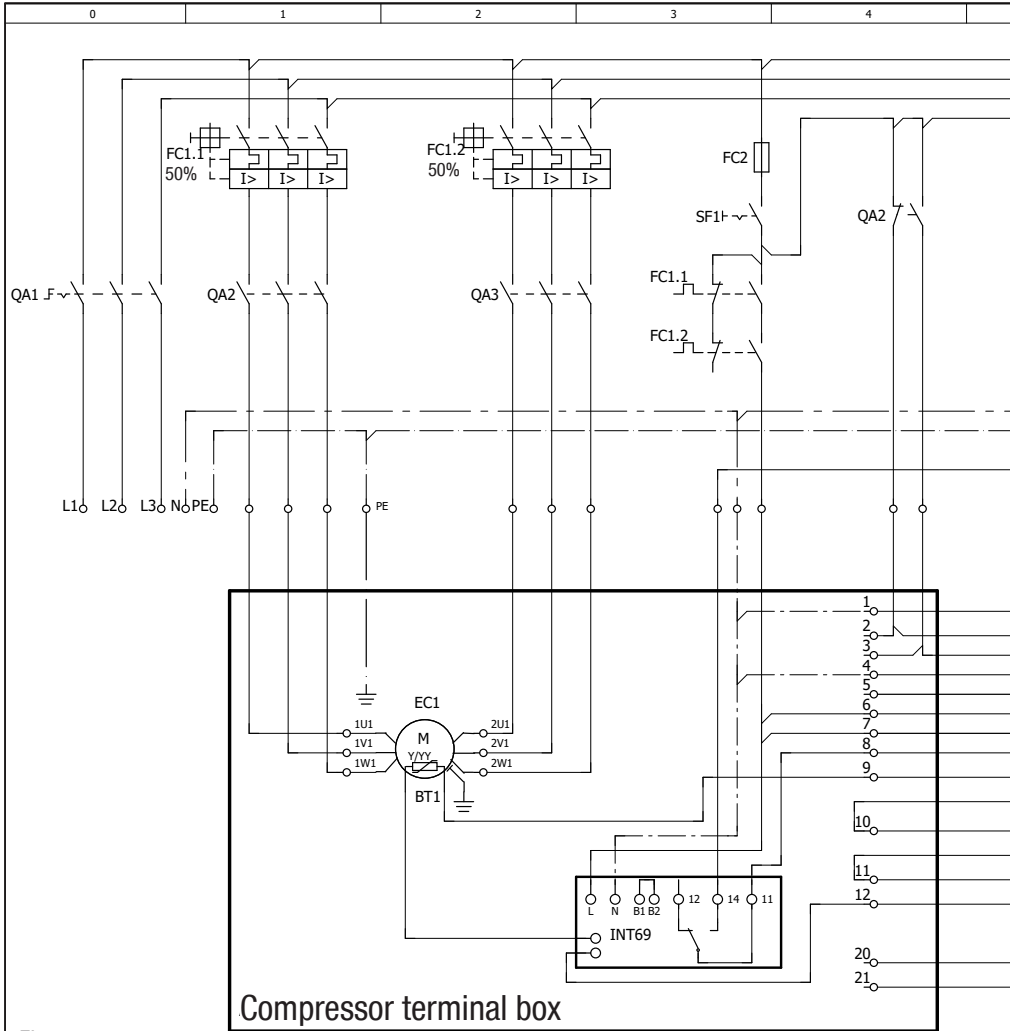 0 1 2 3 4
FC1.1
50%
I> I> I>
FC1.2
50%
I> I> I>
FC2
SF1
QA2
QA1
QA2
QA3
FC1.1
FC1.2
L1 L2 L3 N PE
PE
1
2
3
4
5
6
7
8
9
10
11
12
20
21
EC1
1U1
1V1
1W1
M
Y/YY
2U1
2V1
2W1
BT1
L N B1 B2 12 14 11
INT69
Compressor terminal box